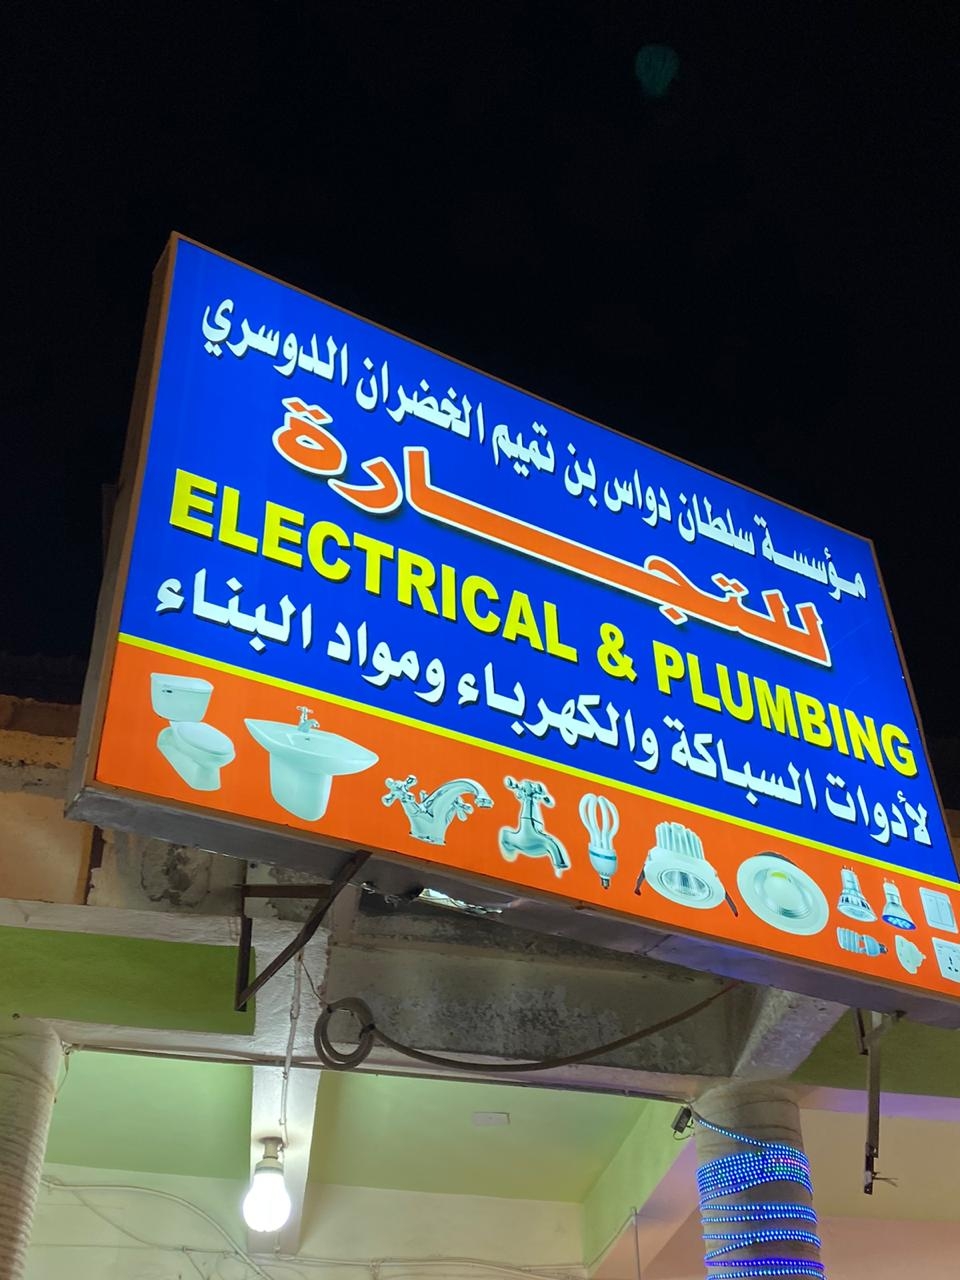 مؤسسة سلطان دواس بن تميم الخضران الدوسري
للتجارة
ELECTRICAL & PLUMBING
لأدوات السباكة والكهرباء ومواد البناء